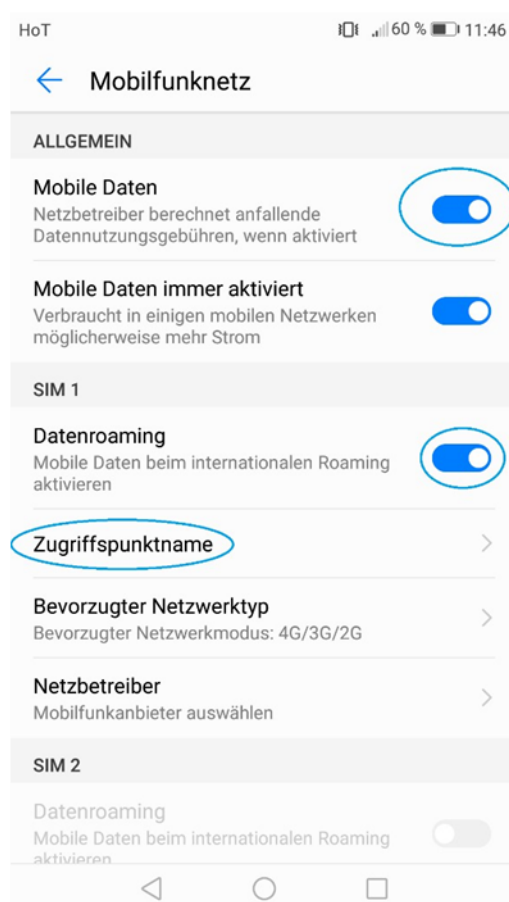 HoT 60 % 11:46
Mobilfunknetz
ALLGEMEIN
Mobile Daten
Netzbetreiber berechnet anfallende
Datennutzungsgebühren, wenn aktiviert
Mobile Daten immer aktiviert
Verbraucht in einigen mobilen Netzwerken
möglicherweise mehr Strom
SIM 1
Datenroaming
Mobile Daten beim internationalen Roaming
aktivieren
Zugriffspunktname
Bevorzugter Netzwerktyp
Bevorzugter Netzwerkmodus: 4G/3G/2G
Netzbetreiber
Mobilfunkanbieter auswählen
SIM 2
Datenroaming
Mobile Daten beim internationalen Roaming
aktivieren